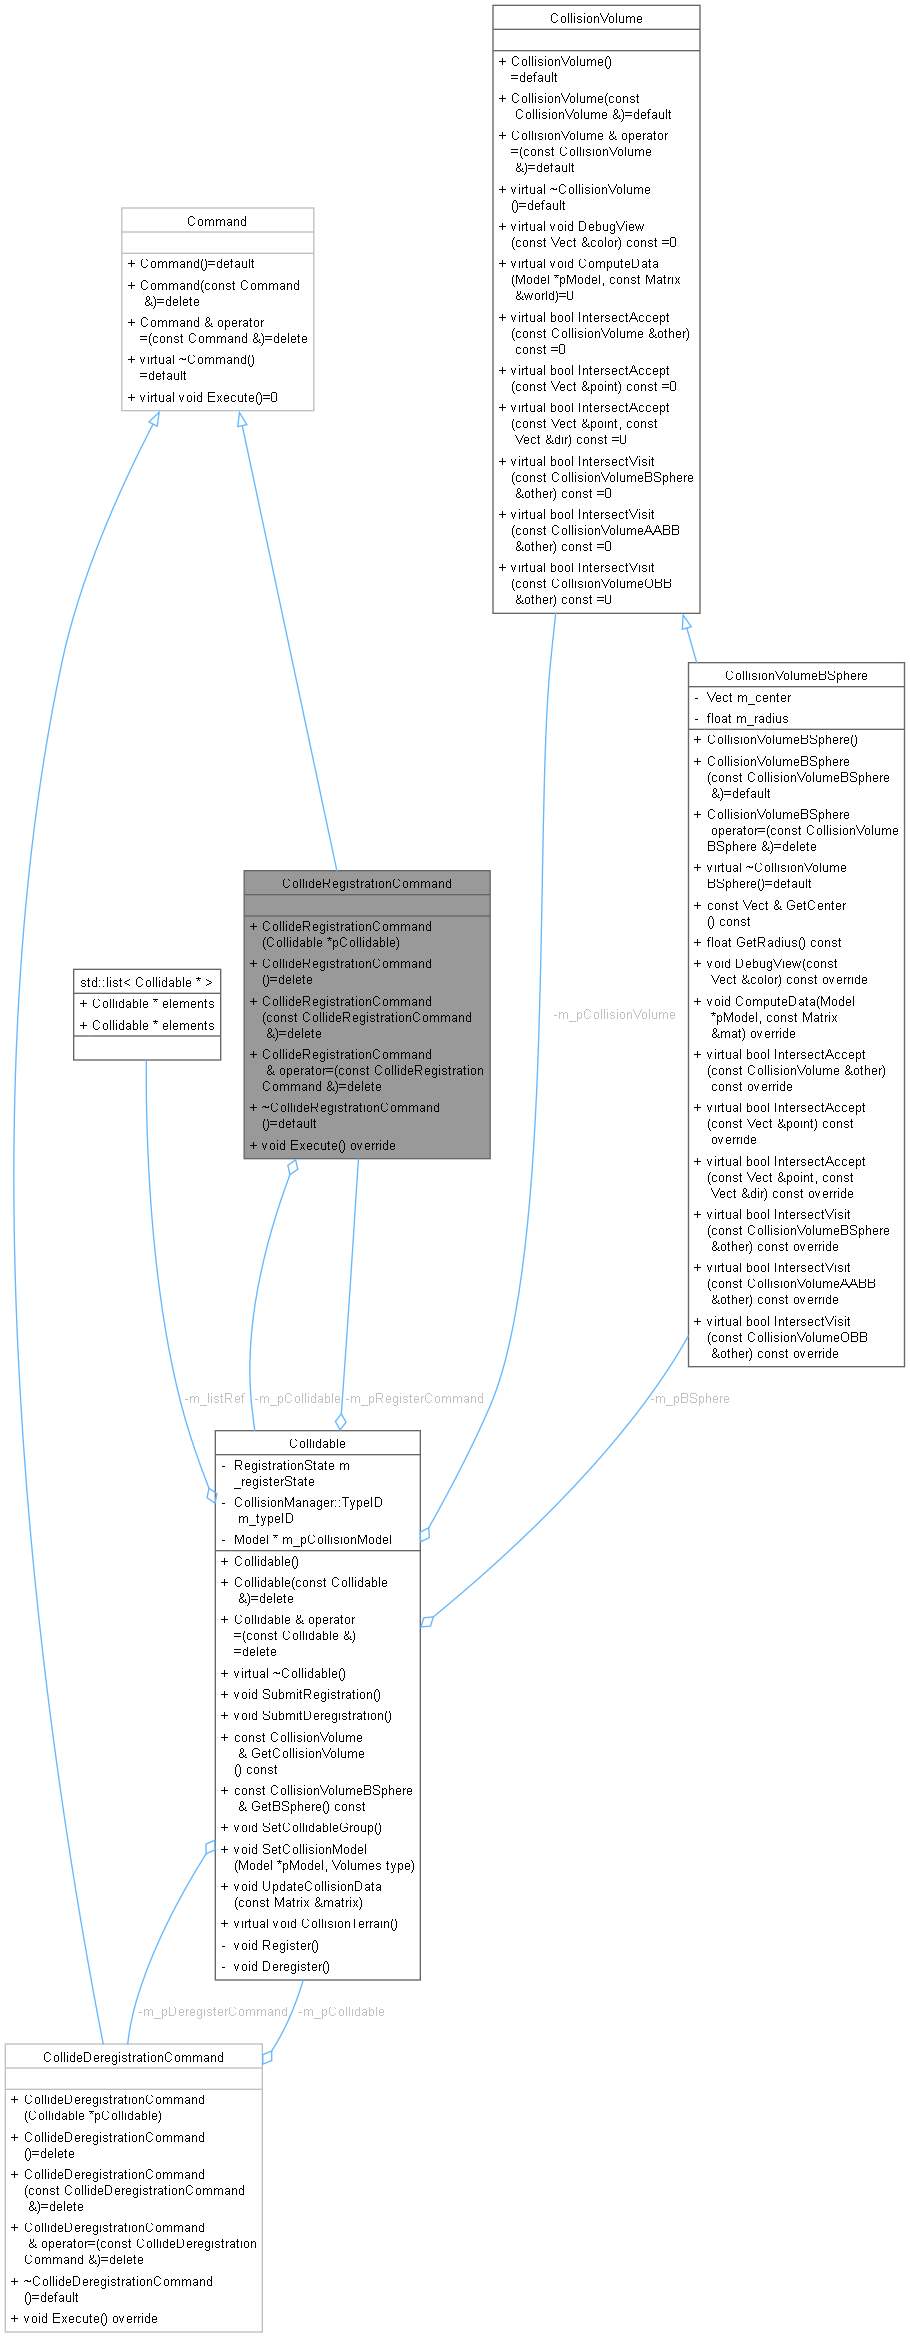 CollisionVolume
+ CollisionVolume()
=default
+ CollisionVolume(const
CollisionVolume &)=default
+ CollisionVolume & operator
=(const CollisionVolume
&)=default
+ virtual ~CollisionVolume
()=default
+ virtual void DebugView
(const Vect &color) const =0
+ virtual void ComputeData
(Model *pModel, const Matrix
&world)=0
+ virtual bool IntersectAccept
(const CollisionVolume &other)
const =0
+ virtual bool IntersectAccept
(const Vect &point) const =0
+ virtual bool IntersectAccept
(const Vect &point, const
Vect &dir) const =0
+ virtual bool IntersectVisit
(const CollisionVolumeBSphere
&other) const =0
+ virtual bool IntersectVisit
(const CollisionVolumeAABB
&other) const =0
+ virtual bool IntersectVisit
(const CollisionVolumeOBB
&other) const =0
Command
+ Command()=default
+ Command(const Command
&)=delete
+ Command & operator
=(const Command &)=delete
+ virtual ~Command()
=default
+ virtual void Execute()=0
CollisionVolumeBSphere
- Vect m_center
- float m_radius
+ CollisionVolumeBSphere()
+ CollisionVolumeBSphere
(const CollisionVolumeBSphere
&)=default
+ CollisionVolumeBSphere
operator=(const CollisionVolume
BSphere &)=delete
+ virtual ~CollisionVolume
BSphere()=default
+ const Vect & GetCenter
() const
+ float GetRadius() const
+ void DebugView(const
Vect &color) const override
+ void ComputeData(Model
*pModel, const Matrix
&mat) override
+ virtual bool IntersectAccept
(const CollisionVolume &other)
const override
+ virtual bool IntersectAccept
(const Vect &point) const
override
+ virtual bool IntersectAccept
(const Vect &point, const
Vect &dir) const override
+ virtual bool IntersectVisit
(const CollisionVolumeBSphere
&other) const override
+ virtual bool IntersectVisit
(const CollisionVolumeAABB
&other) const override
+ virtual bool IntersectVisit
(const CollisionVolumeOBB
&other) const override
CollideRegistrationCommand
+ CollideRegistrationCommand
(Collidable *pCollidable)
+ CollideRegistrationCommand
()=delete
+ CollideRegistrationCommand
(const CollideRegistrationCommand
&)=delete
+ CollideRegistrationCommand
& operator=(const CollideRegistration
Command &)=delete
+ ~CollideRegistrationCommand
()=default
+ void Execute() override
std::list< Collidable * >
+ Collidable * elements
+ Collidable * elements
-m_pCollisionVolume
-m_listRef
-m_pCollidable
-m_pRegisterCommand
-m_pBSphere
Collidable
- RegistrationState m
_registerState
- CollisionManager::TypeID
m_typeID
- Model * m_pCollisionModel
+ Collidable()
+ Collidable(const Collidable
&)=delete
+ Collidable & operator
=(const Collidable &)
=delete
+ virtual ~Collidable()
+ void SubmitRegistration()
+ void SubmitDeregistration()
+ const CollisionVolume
& GetCollisionVolume
() const
+ const CollisionVolumeBSphere
& GetBSphere() const
+ void SetCollidableGroup()
+ void SetCollisionModel
(Model *pModel, Volumes type)
+ void UpdateCollisionData
(const Matrix &matrix)
+ virtual void CollisionTerrain()
- void Register()
- void Deregister()
-m_pDeregisterCommand
-m_pCollidable
CollideDeregistrationCommand
+ CollideDeregistrationCommand
(Collidable *pCollidable)
+ CollideDeregistrationCommand
()=delete
+ CollideDeregistrationCommand
(const CollideDeregistrationCommand
&)=delete
+ CollideDeregistrationCommand
& operator=(const CollideDeregistration
Command &)=delete
+ ~CollideDeregistrationCommand
()=default
+ void Execute() override